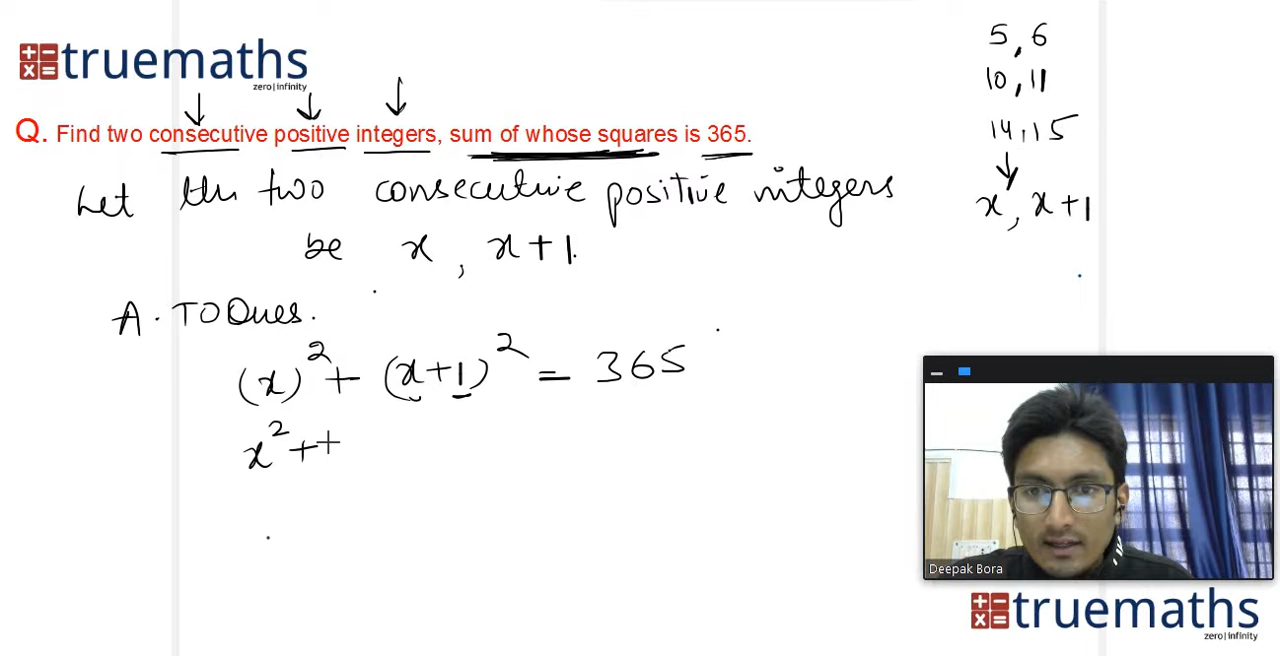 truemaths
zero|infinity
Q. Find two consecutive positive integers, sum of whose squares is 365.
Let the two consecutive positive integers
be x , x+1.
A. TO Ques.
(x)² + (x+1)² = 365
x² ++
5, 6
10, 11
14, 15
x, x+1
Deepak Bora
truemaths
zero|infinity